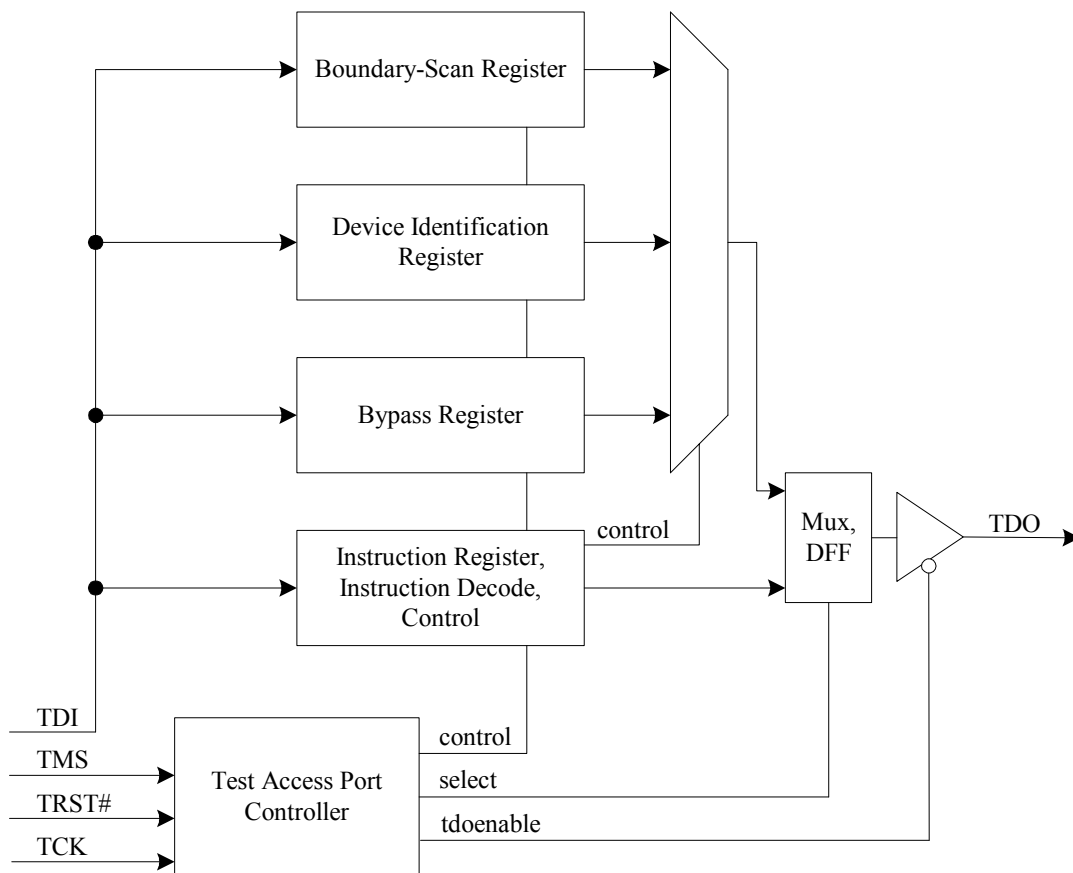 Boundary-Scan Register
Device Identification
Register
Bypass Register
control
Instruction Register,
Instruction Decode,
Control
Mux,
DFF
TDO
TDI
TMS
TRST#
TCK
Test Access Port
Controller
control
select
tdoenable